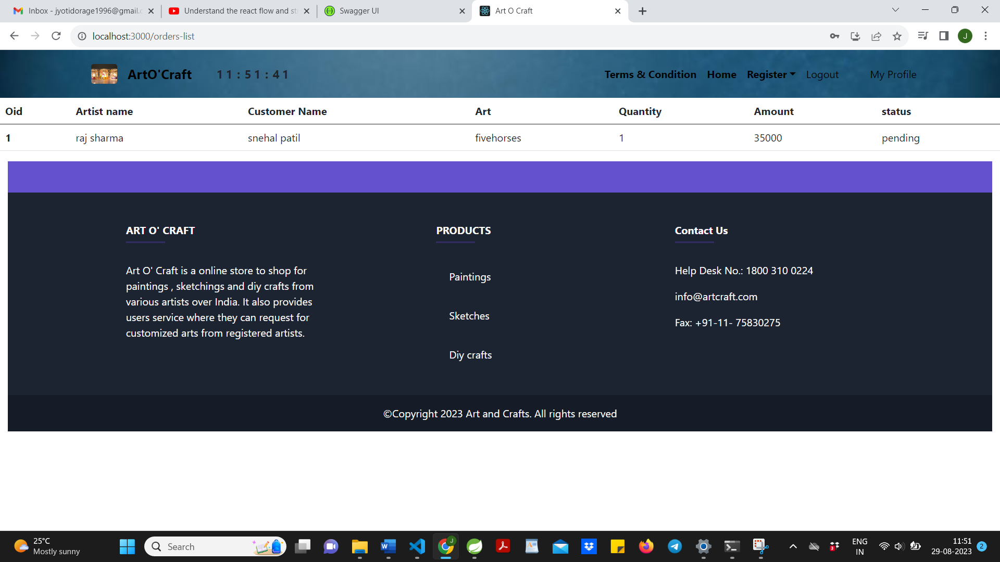 Inbox - jyotidorage1996@gmail.c
Understand the react flow and st
Swagger UI
Art O Craft
localhost:3000/orders-list
J
ArtO'Craft
11:51:41
Terms & Condition
Home
Register
Logout
My Profile
Oid Artist name Customer Name Art Quantity Amount status
1 raj sharma snehal patil fivehorses 1 35000 pending
ART O' CRAFT
Art O' Craft is a online store to shop for
paintings , sketchings and diy crafts from
various artists over India. It also provides
users service where they can request for
customized arts from registered artists.
PRODUCTS
Paintings
Sketches
Diy crafts
Contact Us
Help Desk No.: 1800 310 0224
info@artcraft.com
Fax: +91-11- 75830275
©Copyright 2023 Art and Crafts. All rights reserved
25°C
Mostly sunny
Search
J
3
ENG
IN
11:51
29-08-2023
2